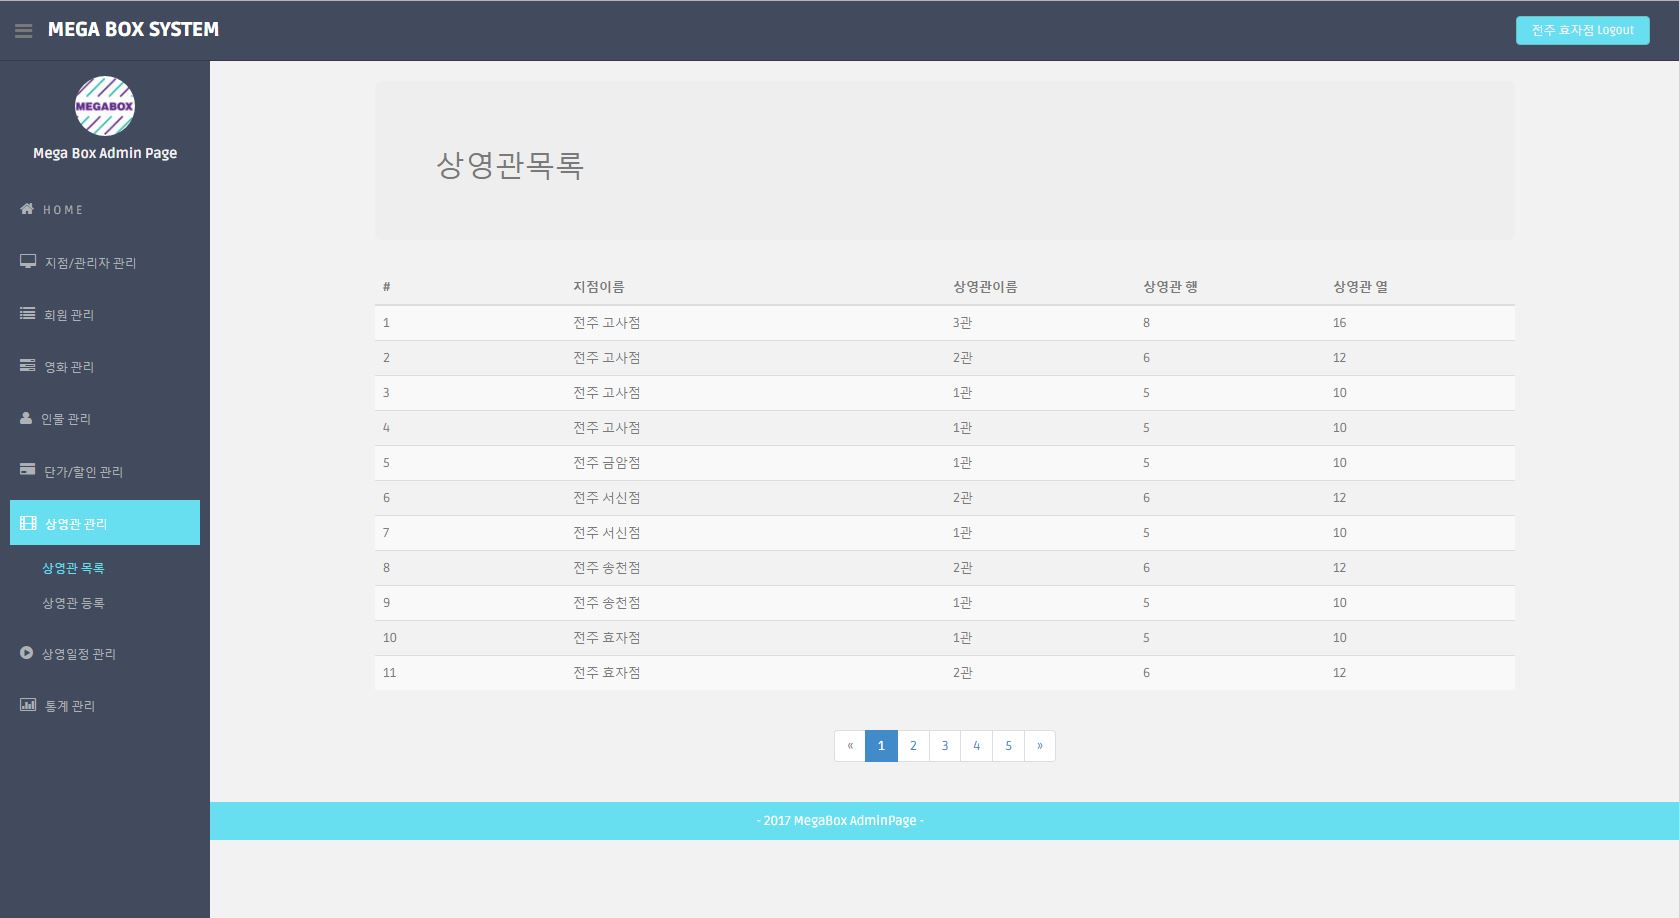 MEGA BOX SYSTEM
전주 효자점 Logout
MEGABOX
Mega Box Admin Page
HOME
지점/관리자 관리
회원 관리
영화 관리
인물 관리
단가/할인 관리
상영관 관리
상영관 목록
상영관 등록
상영일정 관리
통계 관리
상영관목록
# 지점이름 상영관이름 상영관 행 상영관 열
1 전주 고사점 3관 8 16
2 전주 고사점 2관 6 12
3 전주 고사점 1관 5 10
4 전주 고사점 1관 5 10
5 전주 금암점 1관 5 10
6 전주 서신점 2관 6 12
7 전주 서신점 1관 5 10
8 전주 송천점 2관 6 12
9 전주 송천점 1관 5 10
10 전주 효자점 1관 5 10
11 전주 효자점 2관 6 12
« 1 2 3 4 5 »
- 2017 MegaBox AdminPage -